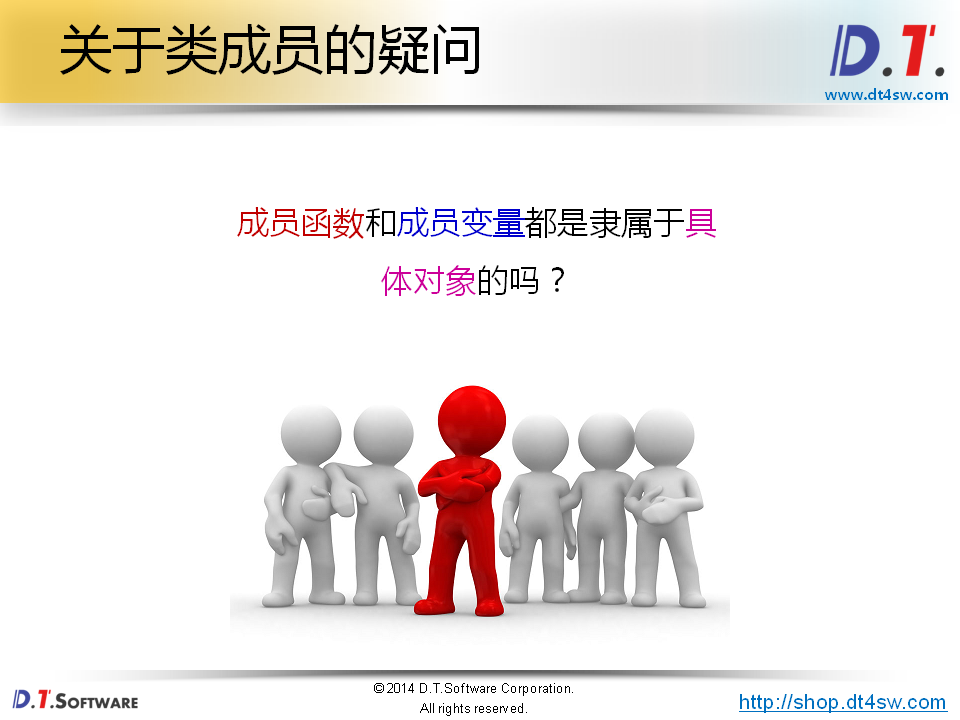 关于类成员的疑问
D.T.
www.dt4sw.com
成员函数和成员变量都是隶属于具
体对象的吗？
D.T.SOFTWARE
©2014 D.T.Software Corporation.
All rights reserved.
http://shop.dt4sw.com